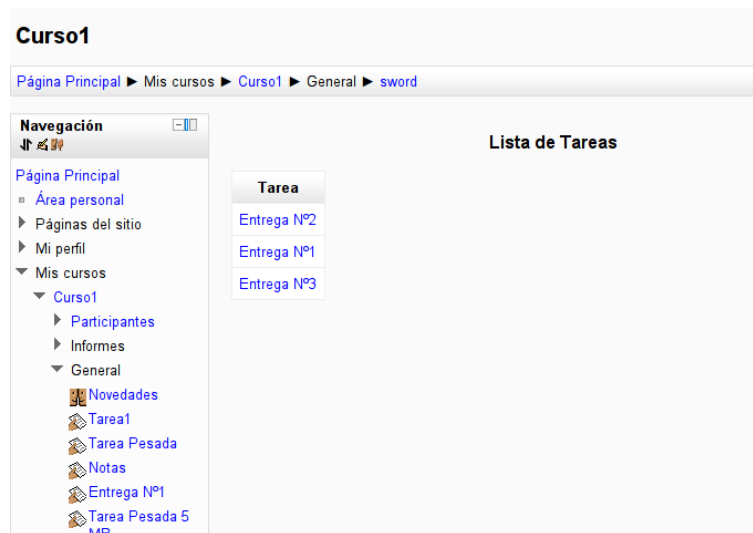 Curso1
Página Principal ► Mis cursos ► Curso1 ► General ► sword
Navegación
Página Principal
Área personal
Páginas del sitio
Mi perfil
Mis cursos
Curso1
Participantes
Informes
General
Novedades
Tarea1
Tarea Pesada
Notas
Entrega Nº1
Tarea Pesada 5
MB
Lista de Tareas
Tarea
Entrega Nº2
Entrega Nº1
Entrega Nº3